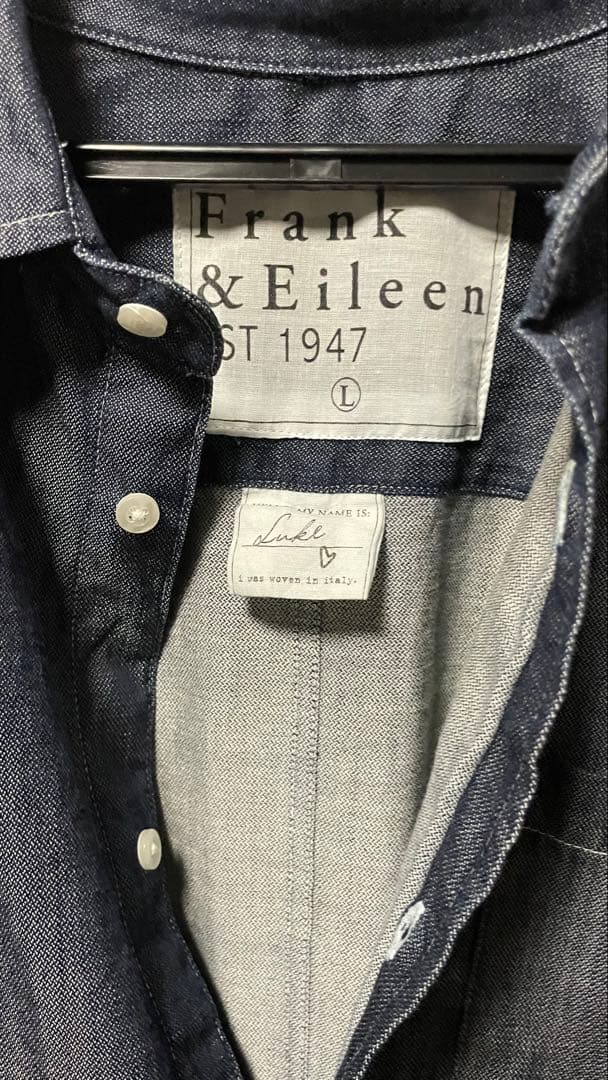 Frank
& Eileen
ST 1947
L
MY NAME IS:
Luke
i was woven in italy.